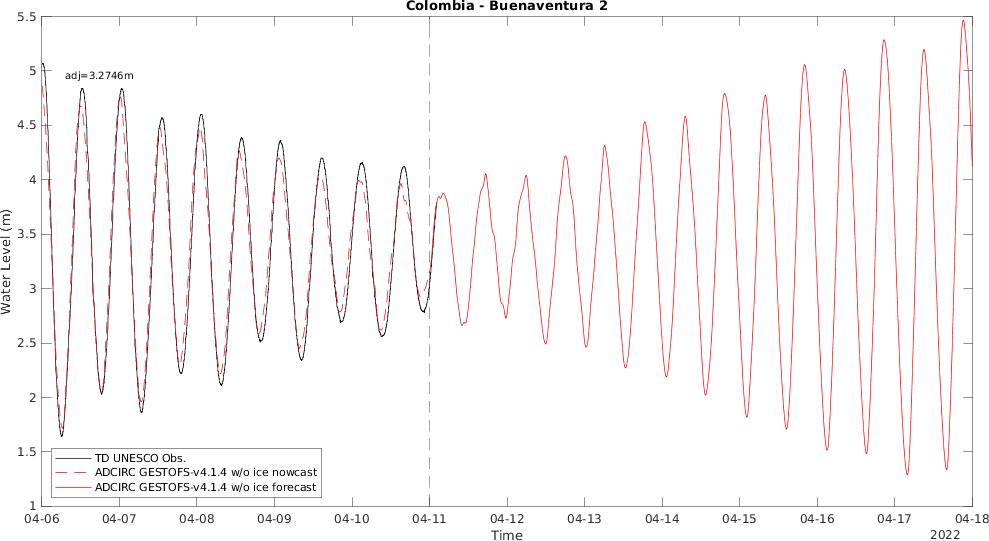 Colombia - Buenaventura 2
5.5
5
4.5
4
3.5
3
2.5
2
1.5
1
Water Level (m)
adj=3.2746m
TD UNESCO Obs.
ADCIRC GESTOFS-v4.1.4 w/o ice nowcast
ADCIRC GESTOFS-v4.1.4 w/o ice forecast
04-06 04-07 04-08 04-09 04-10 04-11 04-12 04-13 04-14 04-15 04-16 04-17 04-18
Time
2022